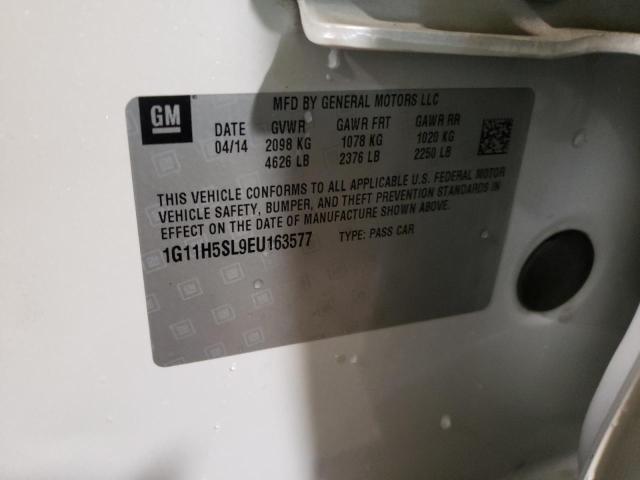 GM
MFD BY GENERAL MOTORS LLC
DATE GVWR GAWR FRT GAWR RR
04/14 2098 KG 1078 KG 1020 KG
4626 LB 2376 LB 2250 LB
THIS VEHICLE CONFORMS TO ALL APPLICABLE U.S. FEDERAL MOTOR
VEHICLE SAFETY, BUMPER, AND THEFT PREVENTION STANDARDS IN
EFFECT ON THE DATE OF MANUFACTURE SHOWN ABOVE.
1G11H5SL9EU163577 TYPE: PASS CAR